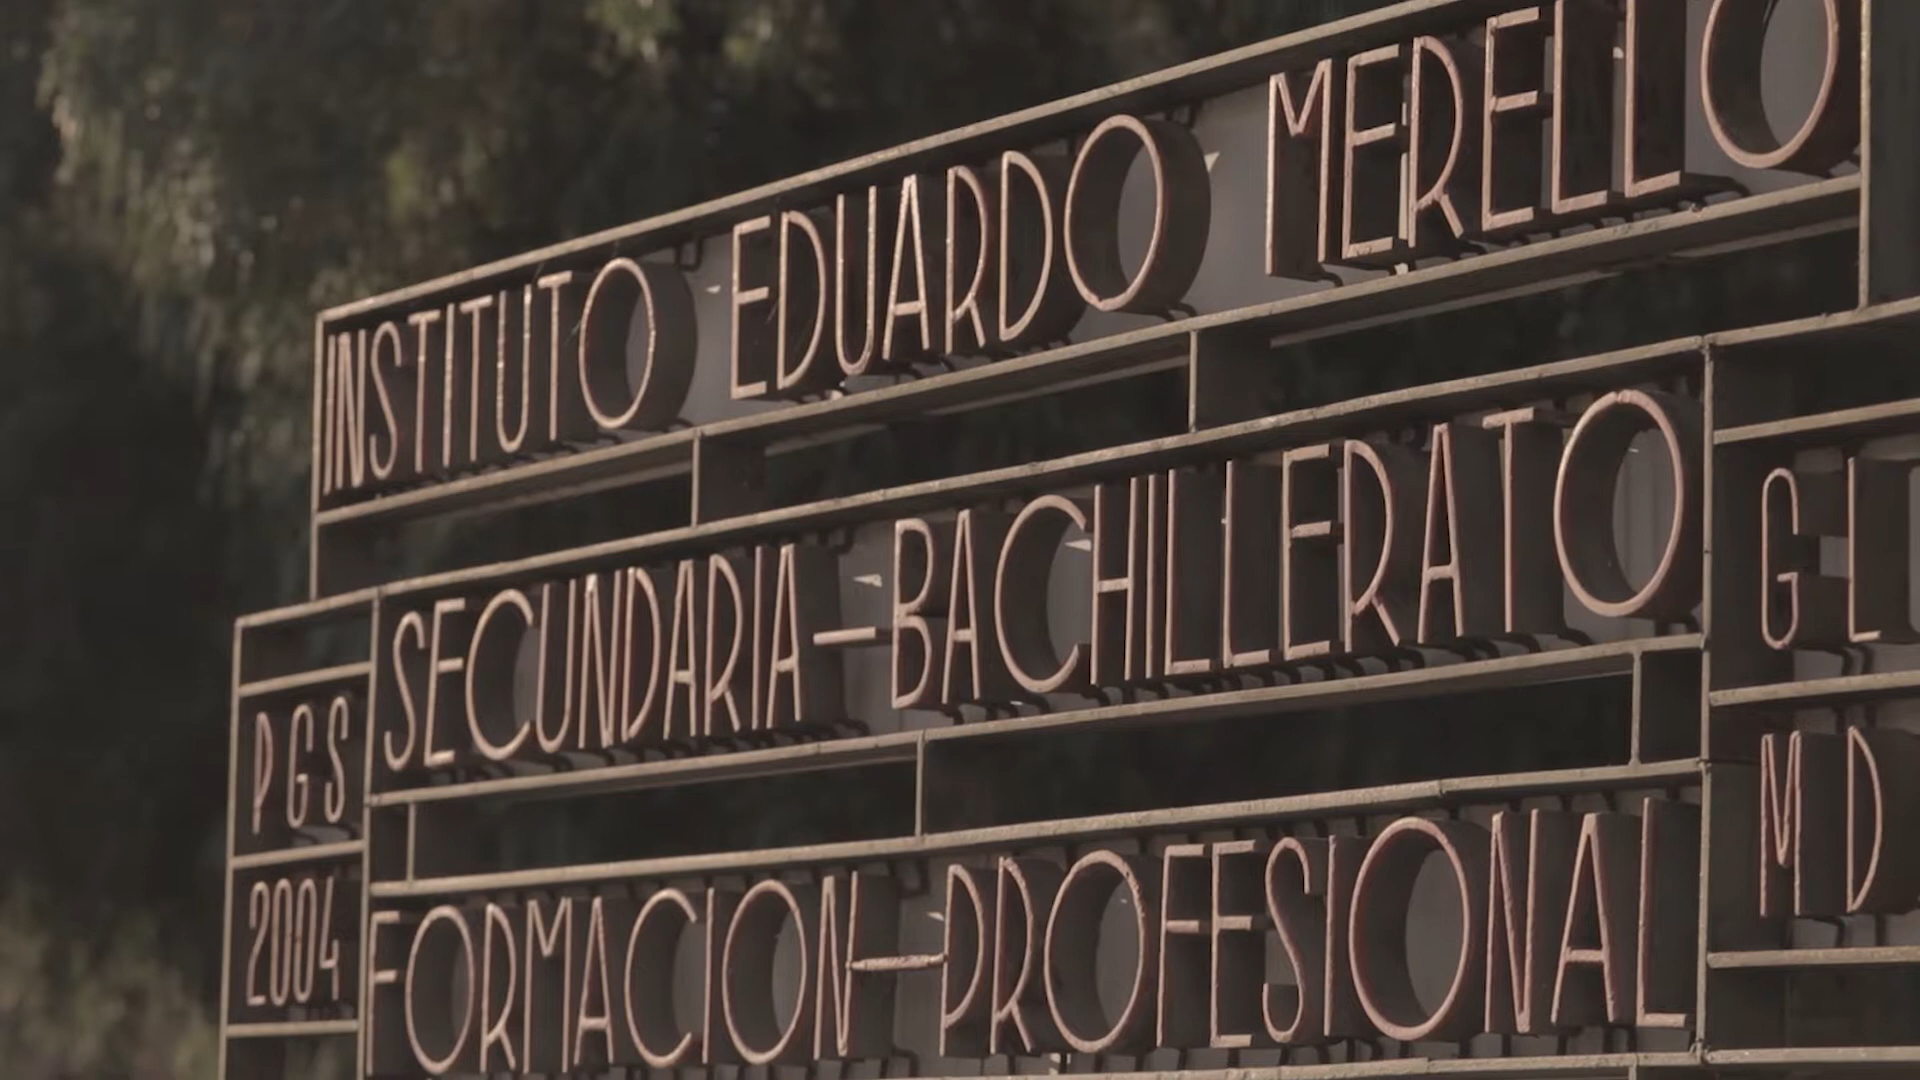 INSTITUTO EDUARDO MERELLO
SECUNDARIA-BACHILLERATO
FORMACION-PROFESIONAL
PGS
2004
GL
MD